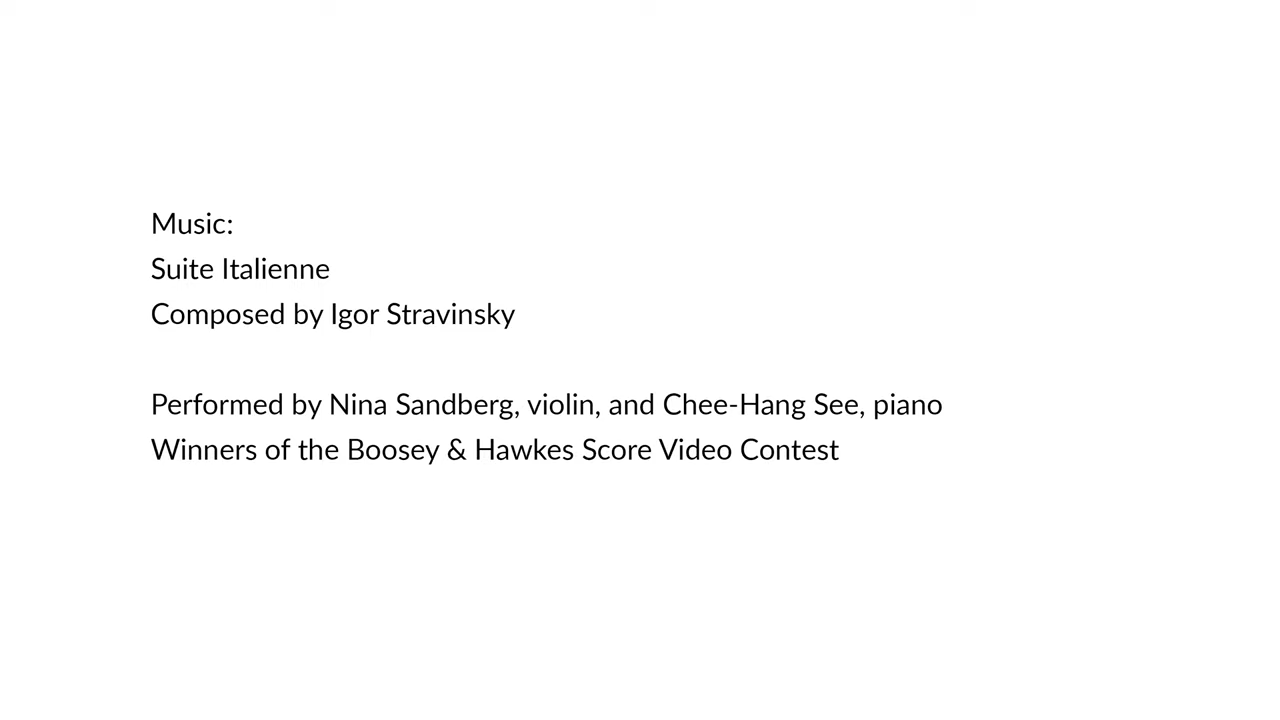 Music:
Suite Italienne
Composed by Igor Stravinsky
Performed by Nina Sandberg, violin, and Chee-Hang See, piano
Winners of the Boosey & Hawkes Score Video Contest